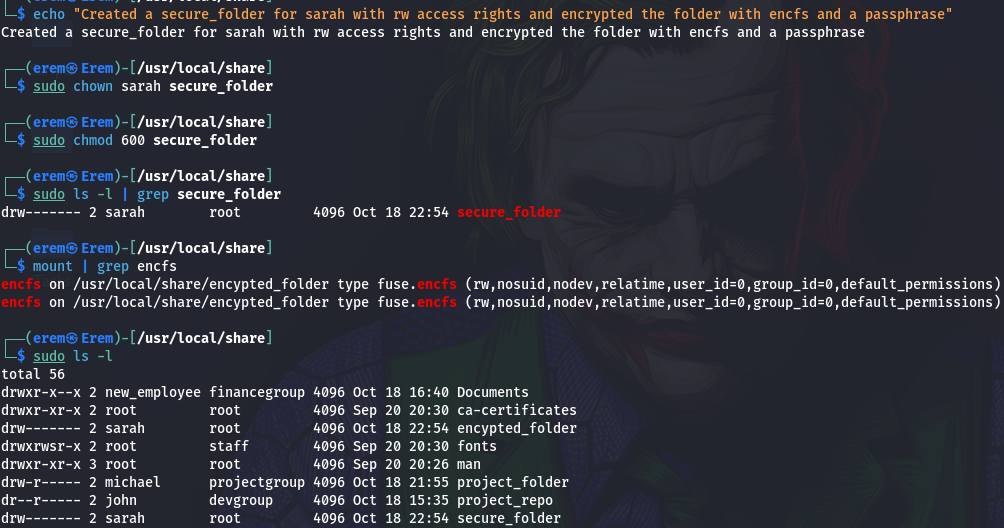 $ echo "Created a secure_folder for sarah with rw access rights and encrypted the folder with encfs and a passphrase"
Created a secure_folder for sarah with rw access rights and encrypted the folder with encfs and a passphrase
┌──(erem㉿Erem)-[/usr/local/share]
└─$ sudo chown sarah secure_folder
┌──(erem㉿Erem)-[/usr/local/share]
└─$ sudo chmod 600 secure_folder
┌──(erem㉿Erem)-[/usr/local/share]
└─$ sudo ls -l | grep secure_folder
drw------- 2 sarah        root         4096 Oct 18 22:54 secure_folder
┌──(erem㉿Erem)-[/usr/local/share]
└─$ mount | grep encfs
encfs on /usr/local/share/encypted_folder type fuse.encfs (rw,nosuid,nodev,relatime,user_id=0,group_id=0,default_permissions)
encfs on /usr/local/share/encypted_folder type fuse.encfs (rw,nosuid,nodev,relatime,user_id=0,group_id=0,default_permissions)
┌──(erem㉿Erem)-[/usr/local/share]
└─$ sudo ls -l
total 56
drwxr-x--x 2 new_employee financegroup 4096 Oct 18 16:40 Documents
drwxr-xr-x 2 root         root         4096 Sep 20 20:30 ca-certificates
drw------- 2 sarah        root         4096 Oct 18 22:54 encypted_folder
drwxrwsr-x 2 root         staff        4096 Sep 20 20:30 fonts
drwxr-xr-x 3 root         root         4096 Sep 20 20:26 man
drw-r----- 2 michael      projectgroup 4096 Oct 18 21:55 project_folder
dr--r----- 2 john         devgroup     4096 Oct 18 15:35 project_repo
drw------- 2 sarah        root         4096 Oct 18 22:54 secure_folder